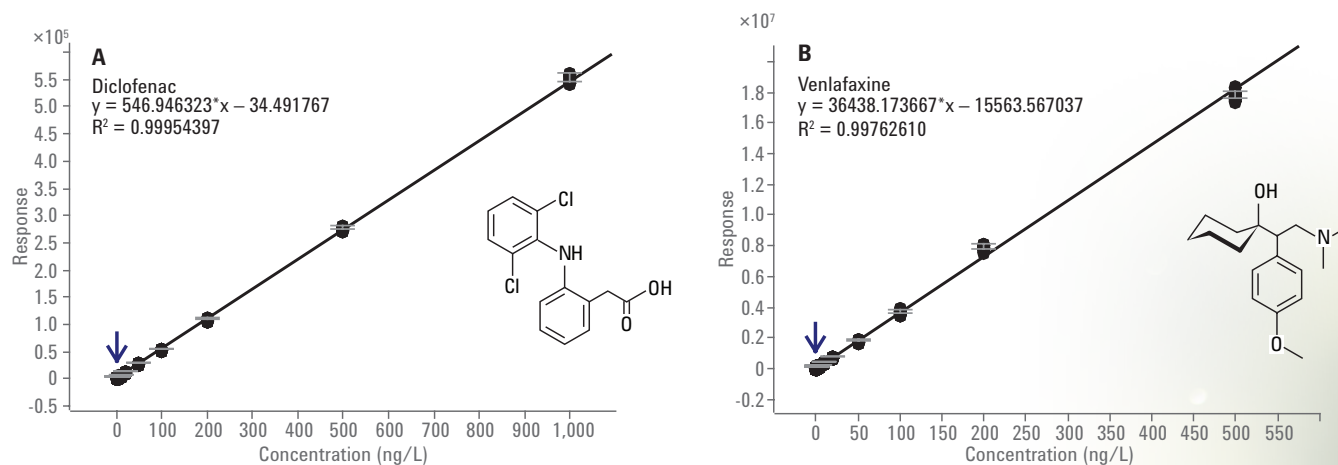 ×10⁵
A
Diclofenac
y = 546.946323*x – 34.491767
R² = 0.99954397
5.5
5.0
4.5
4.0
3.5
3.0
2.5
2.0
1.5
1.0
0.5
0
-0.5
Response
Cl
NH
Cl
OH
O
0 100 200 300 400 500 600 700 800 900 1,000
Concentration (ng/L)
×10⁷
B
Venlafaxine
y = 36438.173667*x – 15563.567037
R² = 0.99762610
1.8
1.6
1.4
1.2
1.0
0.8
0.6
0.4
0.2
0
-0.2
Response
OH
N
O
0 50 100 150 200 250 300 350 400 450 500 550
Concentration (ng/L)